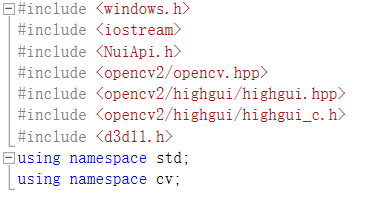 #include <windows.h>
#include <iostream>
#include <NuiApi.h>
#include <opencv2/opencv.hpp>
#include <opencv2/highgui/highgui.hpp>
#include <opencv2/highgui/highgui_c.h>
#include <d3d11.h>
using namespace std;
using namespace cv;